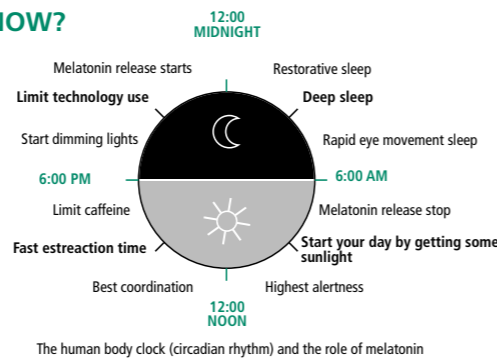 HOW?
12:00
MIDNIGHT
Melatonin release starts
Restorative sleep
Limit technology use
Deep sleep
Start dimming lights
Rapid eye movement sleep
6:00 PM
6:00 AM
Limit caffeine
Melatonin release stop
Fast estreaction time
Start your day by getting some
sunlight
Best coordination
Highest alertness
12:00
NOON
The human body clock (circadian rhythm) and the role of melatonin